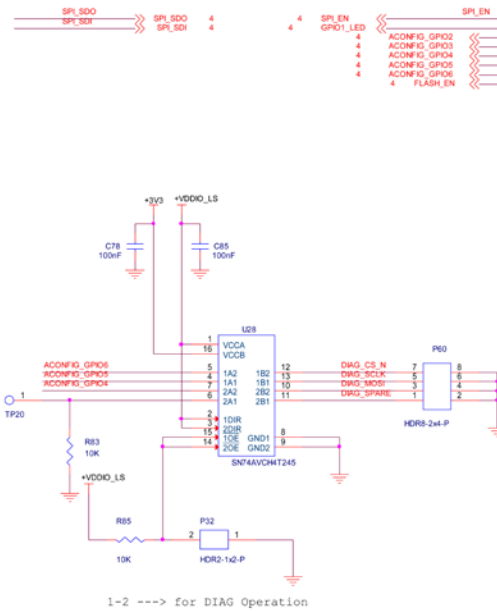 SPI_SDO SPI_EN
SPI_SDO 4 4 SPI_EN
SPI_SDI
SPI_SDI 4 4 GPIO1_LED
4 ACONFIG_GPIO2
4 ACONFIG_GPIO3
4 ACONFIG_GPIO4
4 ACONFIG_GPIO5
4 ACONFIG_GPIO6
4 FLASH_EN
+3V3 +VDDIO_LS
C78 C85
100nF 100nF
U28
1 VCCA
16 VCCB
P60
ACONFIG_GPIO6 5 1A2 1B2 12 DIAG_CS_N 7 8
ACONFIG_GPIO5 4 1A1 1B1 13 DIAG_SCLK 5 6
ACONFIG_GPIO4 7 2A2 2B2 10 DIAG_MOSI 3 4
1 6 2A1 2B1 11 DIAG_SPARE 1 2
TP20
2 1DIR
3 2DIR
HDR8-2x4-P
15 1OE GND1 8
14 2OE GND2 9
R83
10K
SN74AVCH4T245
+VDDIO_LS
R85 P32
2 1
10K HDR2-1x2-P
1-2 ---> for DIAG Operation